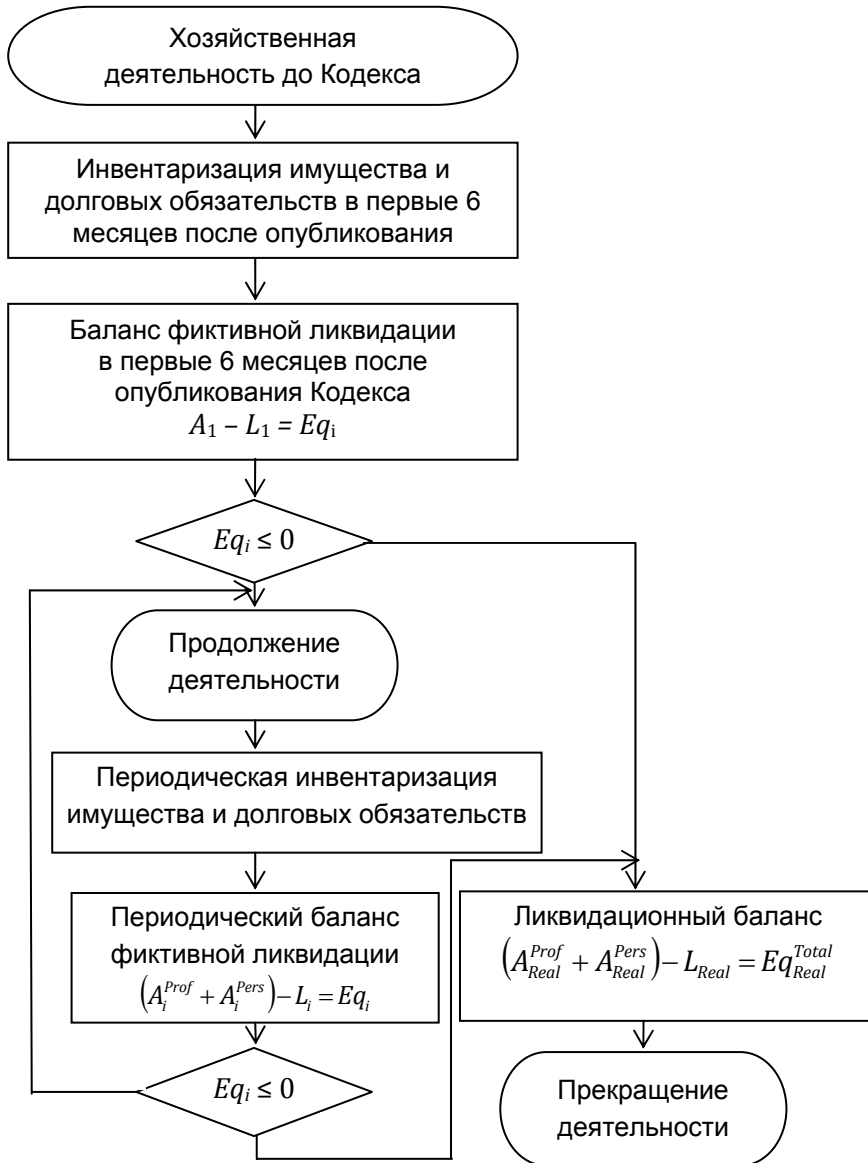 Хозяйственная
деятельность до Кодекса
Инвентаризация имущества и
долговых обязательств в первые 6
месяцев после опубликования
Баланс фиктивной ликвидации
в первые 6 месяцев после
опубликования Кодекса
A₁ – L₁ = Eqᵢ
Eqᵢ ≤ 0
Продолжение
деятельности
Периодическая инвентаризация
имущества и долговых обязательств
Периодический баланс
фиктивной ликвидации
(Aᵢ^Prof + Aᵢ^Pers) – Lᵢ = Eqᵢ
Eqᵢ ≤ 0
Ликвидационный баланс
(A_Real^Prof + A_Real^Pers) – L_Real = Eq_Real^Total
Прекращение
деятельности